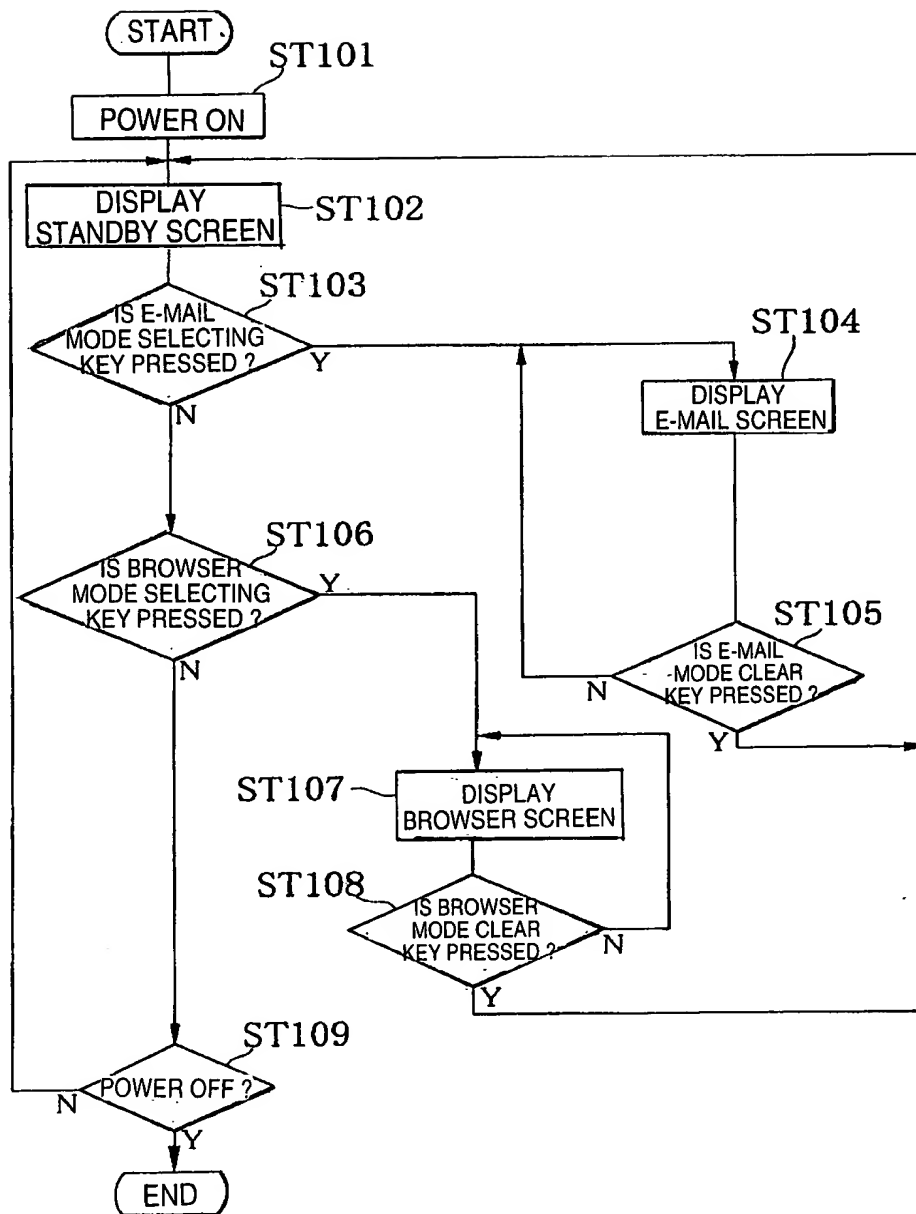 START
ST101
POWER ON
DISPLAY
STANDBY SCREEN
ST102
ST103
IS E-MAIL
MODE SELECTING
KEY PRESSED ?
Y
N
ST104
DISPLAY
E-MAIL SCREEN
ST106
IS BROWSER
MODE SELECTING
KEY PRESSED ?
Y
N
ST105
IS E-MAIL
MODE CLEAR
KEY PRESSED ?
N
Y
ST107
DISPLAY
BROWSER SCREEN
ST108
IS BROWSER
MODE CLEAR
KEY PRESSED ?
N
Y
ST109
POWER OFF ?
N
Y
END